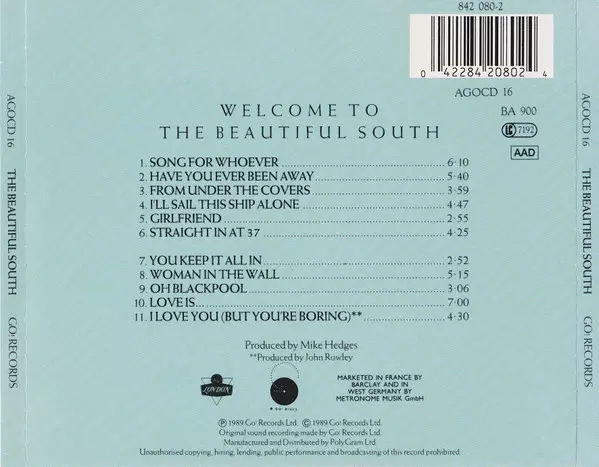 842 080-2
0 42284 20802 4
AGOCD 16
BA 900
LC 7192
AAD
WELCOME TO
THE BEAUTIFUL SOUTH
1. SONG FOR WHOEVER 6·10
2. HAVE YOU EVER BEEN AWAY 5·40
3. FROM UNDER THE COVERS 3·59
4. I'LL SAIL THIS SHIP ALONE 4·47
5. GIRLFRIEND 2·55
6. STRAIGHT IN AT 37 4·25
7. YOU KEEP IT ALL IN 2·52
8. WOMAN IN THE WALL 5·15
9. OH BLACKPOOL 3·06
10. LOVE IS... 7·00
11. I LOVE YOU (BUT YOU'RE BORING)** 4·30
Produced by Mike Hedges
**Produced by John Rowley
LONDON
GO! DISCS
MARKETED IN FRANCE BY
BARCLAY AND IN
WEST GERMANY BY
METRONOME MUSIK GmbH
Ⓟ 1989 Go! Records Ltd. © 1989 Go! Records Ltd.
Original sound recording made by Go! Records Ltd.
Manufactured and Distributed by PolyGram Ltd.
Unauthorised copying, hiring, lending, public performance and broadcasting of this record prohibited
AGOCD 16 THE BEAUTIFUL SOUTH GO! RECORDS
AGOCD 16 THE BEAUTIFUL SOUTH GO! RECORDS